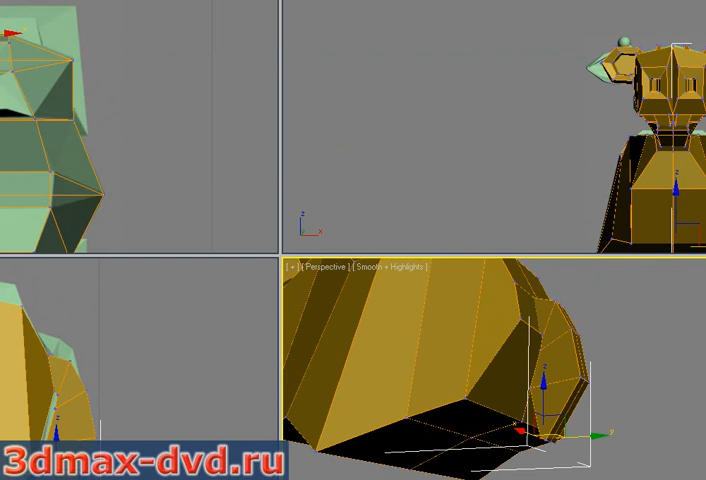 x
z
x
[ + ] [ Perspective ] [ Smooth + Highlights ]
z
z
z
x
y
3dmax-dvd.ru